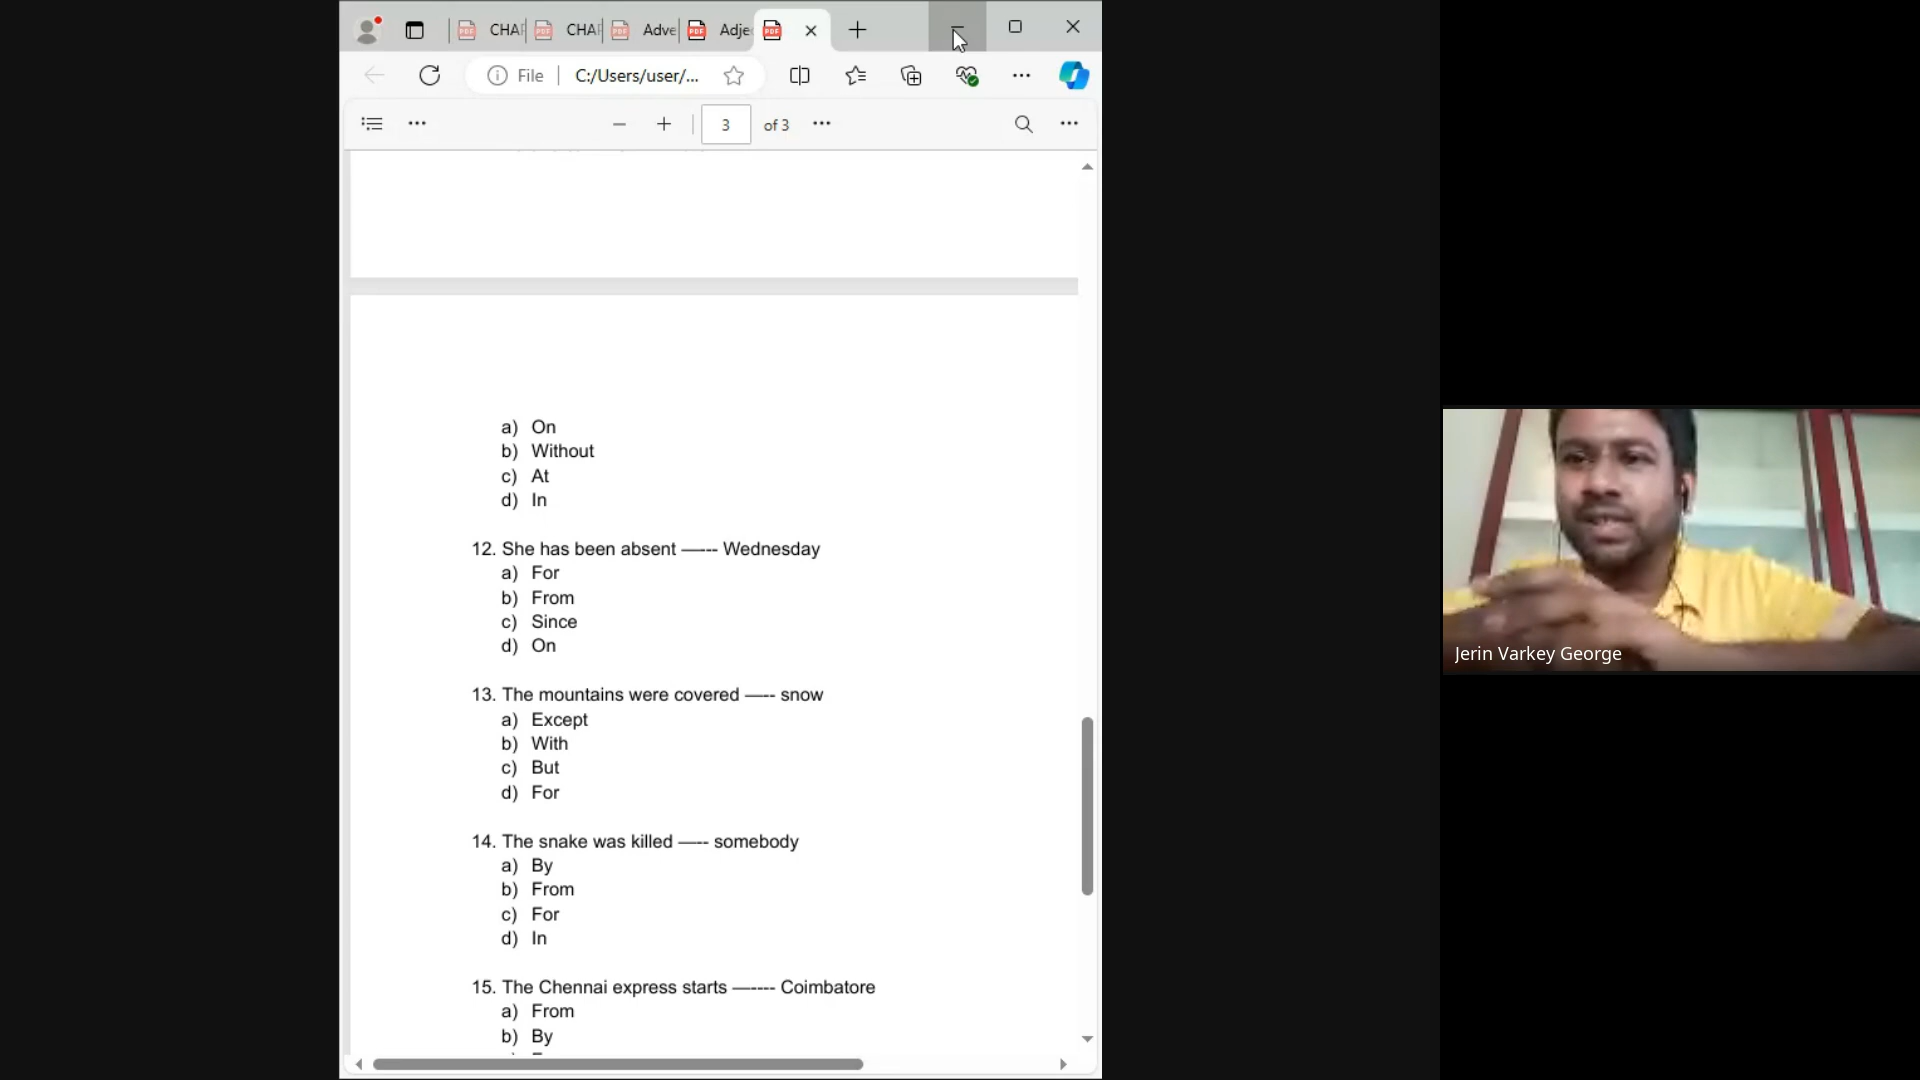 CHAI
CHAI
Adve
Adje
File
C:/Users/user/...
3 of 3
a) On
b) Without
c) At
d) In
12. She has been absent —--- Wednesday
a) For
b) From
c) Since
d) On
13. The mountains were covered —-- snow
a) Except
b) With
c) But
d) For
14. The snake was killed —-- somebody
a) By
b) From
c) For
d) In
15. The Chennai express starts —---- Coimbatore
a) From
b) By
Jerin Varkey George